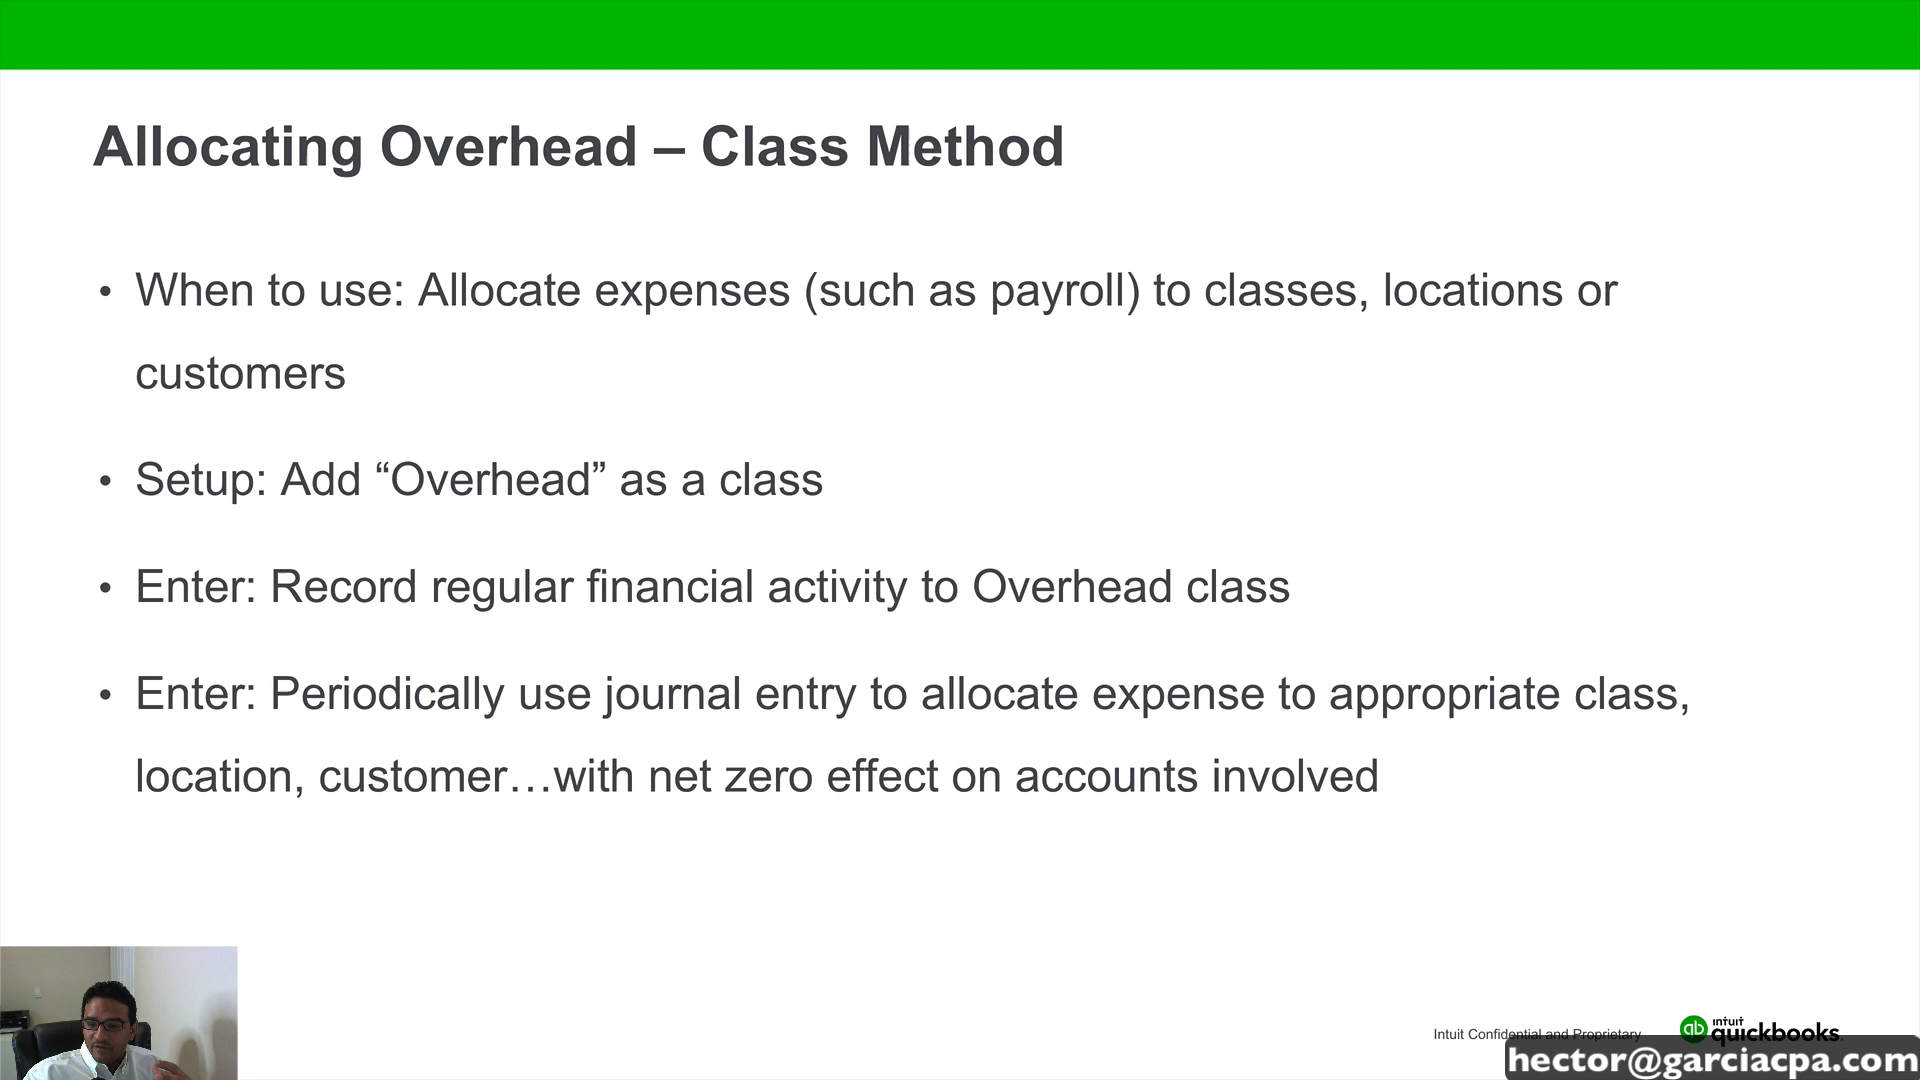 Allocating Overhead – Class Method
• When to use: Allocate expenses (such as payroll) to classes, locations or
customers
• Setup: Add “Overhead” as a class
• Enter: Record regular financial activity to Overhead class
• Enter: Periodically use journal entry to allocate expense to appropriate class,
location, customer…with net zero effect on accounts involved
Intuit Confidential and Proprietary
qb intuit
quickbooks.
hector@garciacpa.com